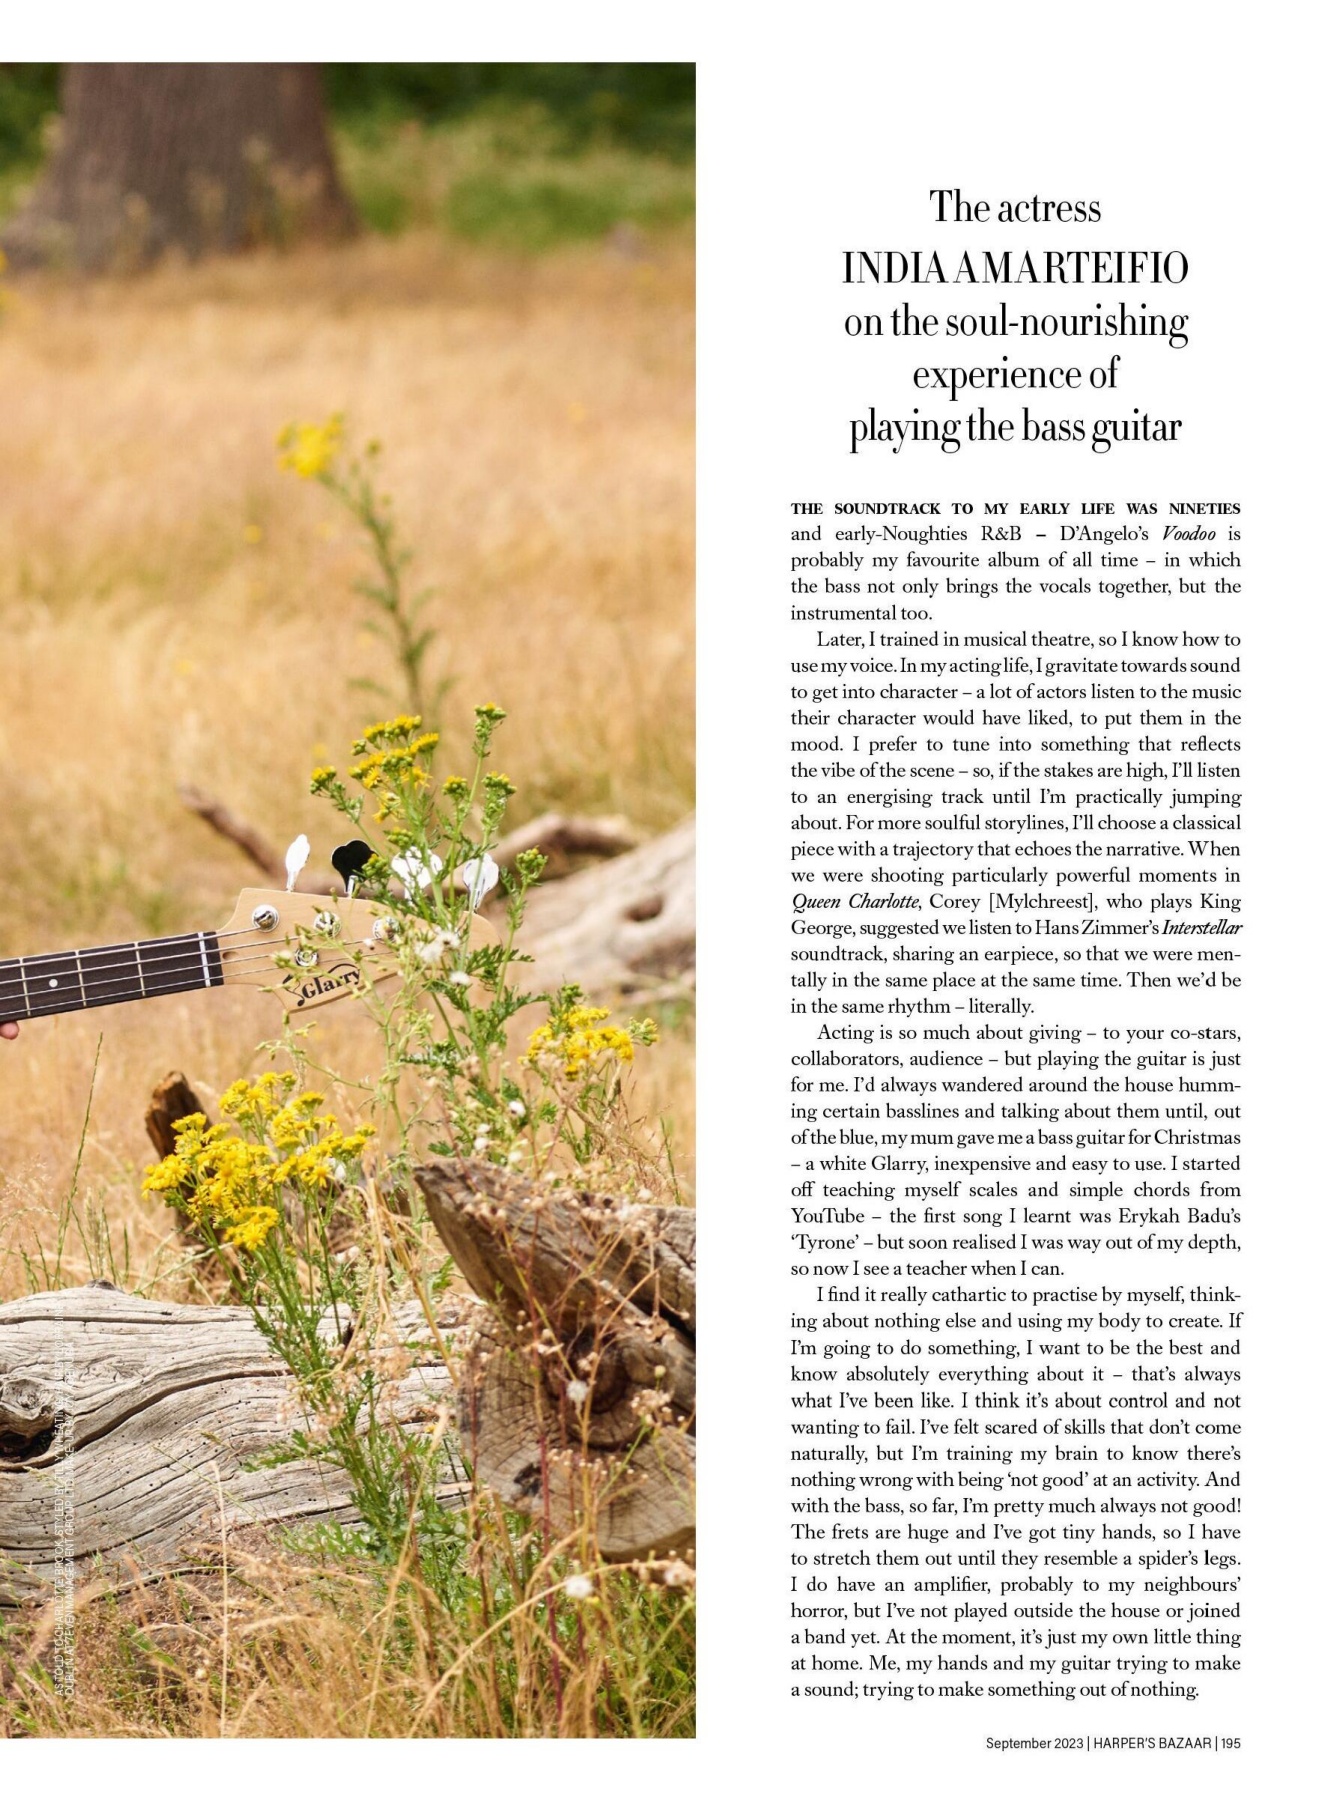 The actress
INDIA AMARTEIFIO
on the soul-nourishing
experience of
playing the bass guitar
THE SOUNDTRACK TO MY EARLY LIFE WAS NINETIES
and early-Noughties R&B – D’Angelo’s Voodoo is
probably my favourite album of all time – in which
the bass not only brings the vocals together, but the
instrumental too.
Later, I trained in musical theatre, so I know how to
use my voice. In my acting life, I gravitate towards sound
to get into character – a lot of actors listen to the music
their character would have liked, to put them in the
mood. I prefer to tune into something that reflects
the vibe of the scene – so, if the stakes are high, I’ll listen
to an energising track until I’m practically jumping
about. For more soulful storylines, I’ll choose a classical
piece with a trajectory that echoes the narrative. When
we were shooting particularly powerful moments in
Queen Charlotte, Corey [Mylchreest], who plays King
George, suggested we listen to Hans Zimmer’s Interstellar
soundtrack, sharing an earpiece, so that we were men-
tally in the same place at the same time. Then we’d be
in the same rhythm – literally.
Acting is so much about giving – to your co-stars,
collaborators, audience – but playing the guitar is just
for me. I’d always wandered around the house humm-
ing certain basslines and talking about them until, out
of the blue, my mum gave me a bass guitar for Christmas
– a white Glarry, inexpensive and easy to use. I started
off teaching myself scales and simple chords from
YouTube – the first song I learnt was Erykah Badu’s
‘Tyrone’ – but soon realised I was way out of my depth,
so now I see a teacher when I can.
I find it really cathartic to practise by myself, think-
ing about nothing else and using my body to create. If
I’m going to do something, I want to be the best and
know absolutely everything about it – that’s always
what I’ve been like. I think it’s about control and not
wanting to fail. I’ve felt scared of skills that don’t come
naturally, but I’m training my brain to know there’s
nothing wrong with being ‘not good’ at an activity. And
with the bass, so far, I’m pretty much always not good!
The frets are huge and I’ve got tiny hands, so I have
to stretch them out until they resemble a spider’s legs.
I do have an amplifier, probably to my neighbours’
horror, but I’ve not played outside the house or joined
a band yet. At the moment, it’s just my own little thing
at home. Me, my hands and my guitar trying to make
a sound; trying to make something out of nothing.
Glarry
AS TOLD TO CHARLOTTE BROOK. STYLED BY
DUBLIN AT 7EVENMANAGEMENT GROUP LTD
September 2023 | HARPER’S BAZAAR | 195